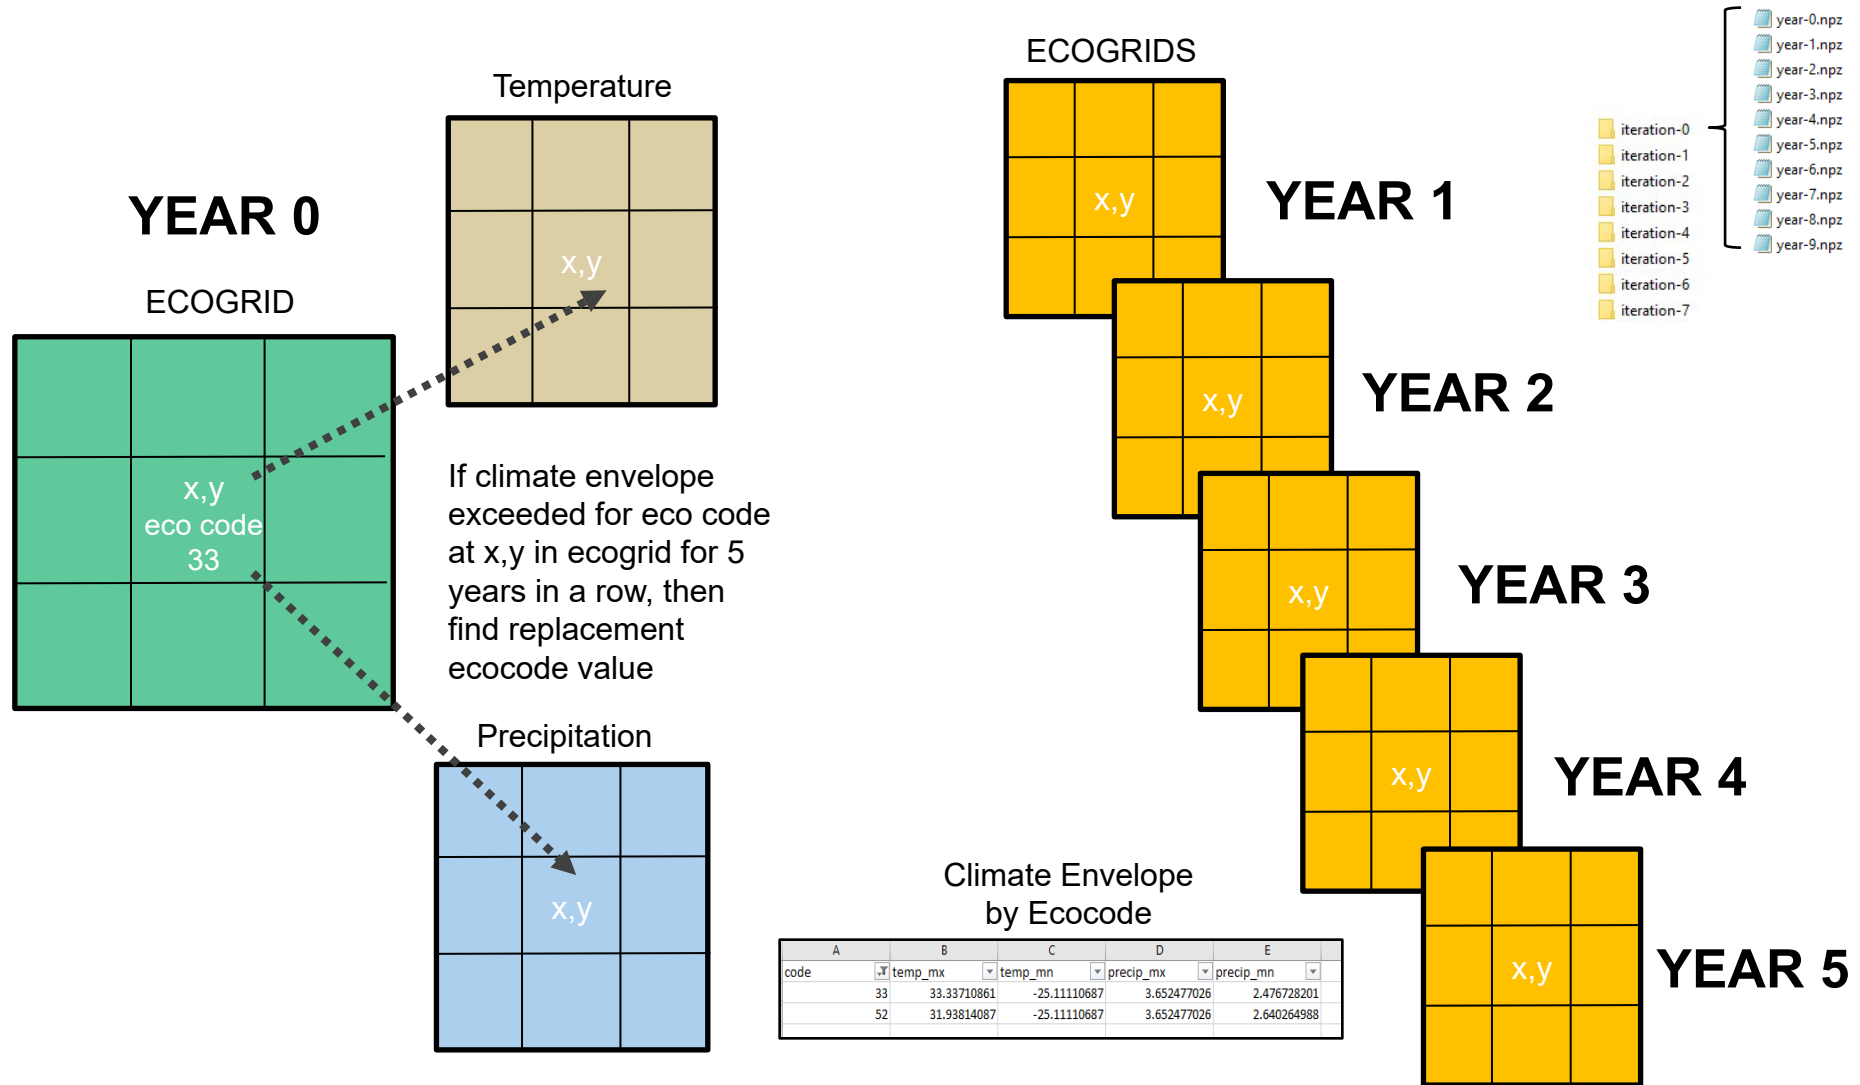 YEAR 0
ECOGRID
x,y
eco code
33
Temperature
x,y
If climate envelope
exceeded for eco code
at x,y in ecogrid for 5
years in a row, then
find replacement
ecocode value
Precipitation
x,y
ECOGRIDS
x,y
YEAR 1
x,y
YEAR 2
x,y
YEAR 3
x,y
YEAR 4
x,y
YEAR 5
iteration-0
iteration-1
iteration-2
iteration-3
iteration-4
iteration-5
iteration-6
iteration-7
year-0.npz
year-1.npz
year-2.npz
year-3.npz
year-4.npz
year-5.npz
year-6.npz
year-7.npz
year-8.npz
year-9.npz
Climate Envelope
by Ecocode
A B C D E
code temp_mx temp_mn precip_mx precip_mn
33 33.33710861 -25.11110687 3.652477026 2.476728201
52 31.93814087 -25.11110687 3.652477026 2.640264988